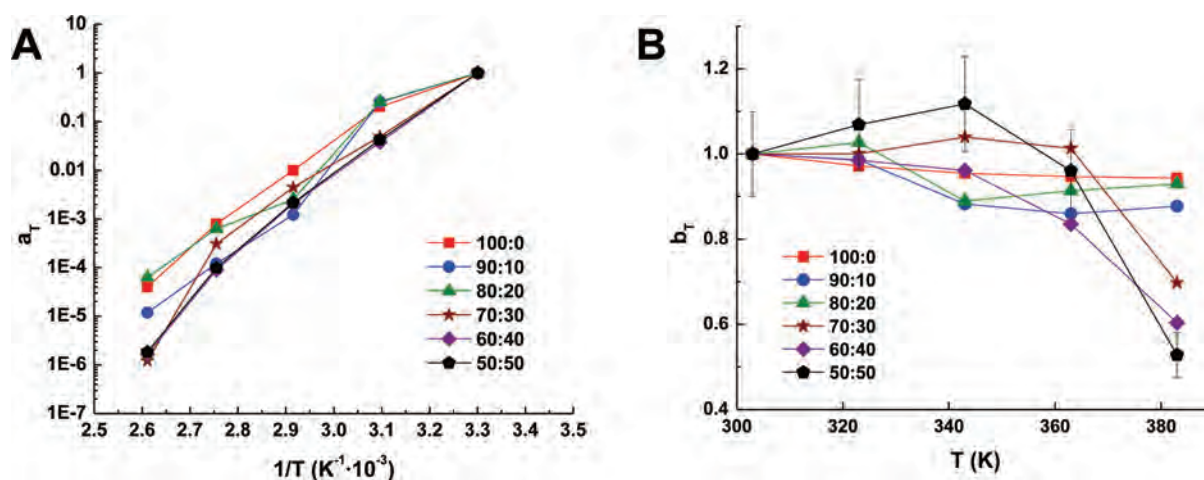 A
10
1
0.1
0.01
1E-3
1E-4
1E-5
1E-6
1E-7
a_T
100:0
90:10
80:20
70:30
60:40
50:50
2.5 2.6 2.7 2.8 2.9 3.0 3.1 3.2 3.3 3.4 3.5
1/T (K⁻¹·10⁻³)
B
1.2
1.0
0.8
0.6
0.4
b_T
100:0
90:10
80:20
70:30
60:40
50:50
300 320 340 360 380
T (K)